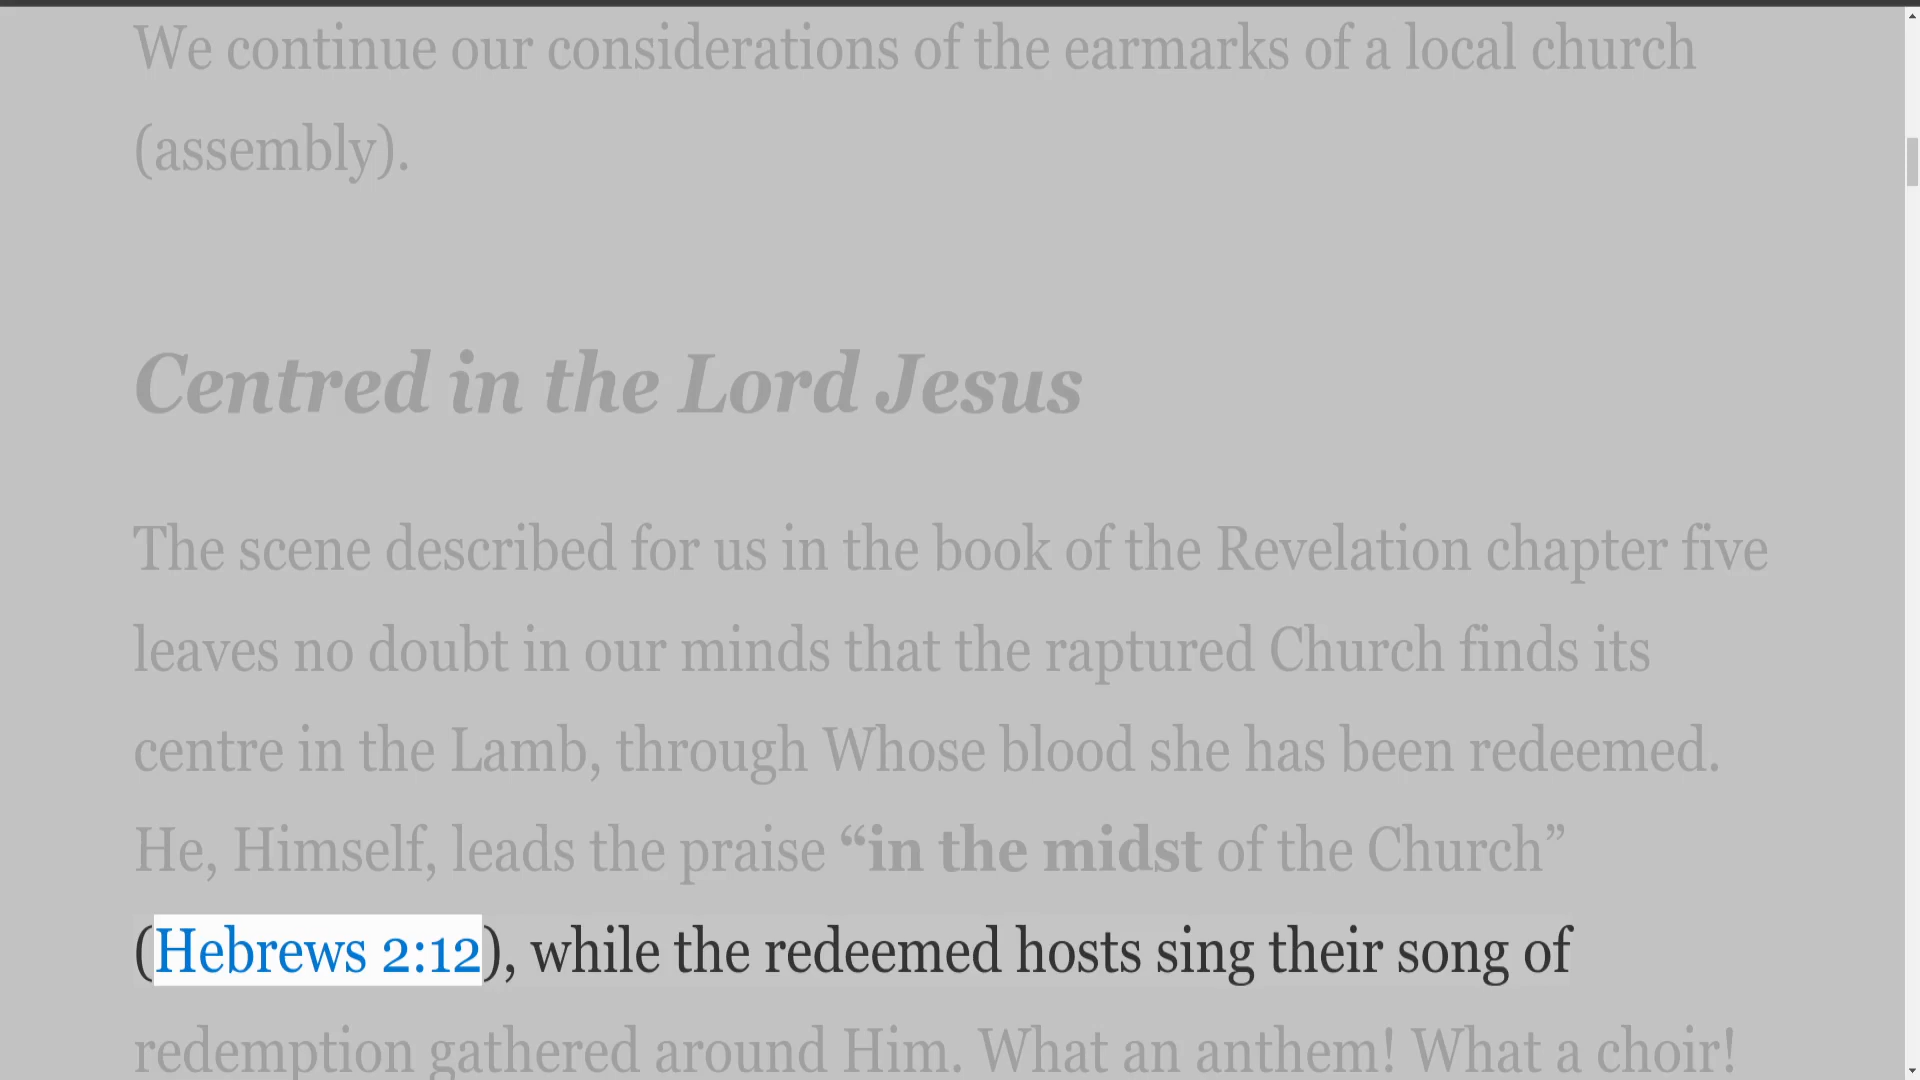 We continue our considerations of the earmarks of a local church
(assembly).
Centred in the Lord Jesus
The scene described for us in the book of the Revelation chapter five
leaves no doubt in our minds that the raptured Church finds its
centre in the Lamb, through Whose blood she has been redeemed.
He, Himself, leads the praise “in the midst of the Church”
(Hebrews 2:12), while the redeemed hosts sing their song of
redemption gathered around Him. What an anthem! What a choir!